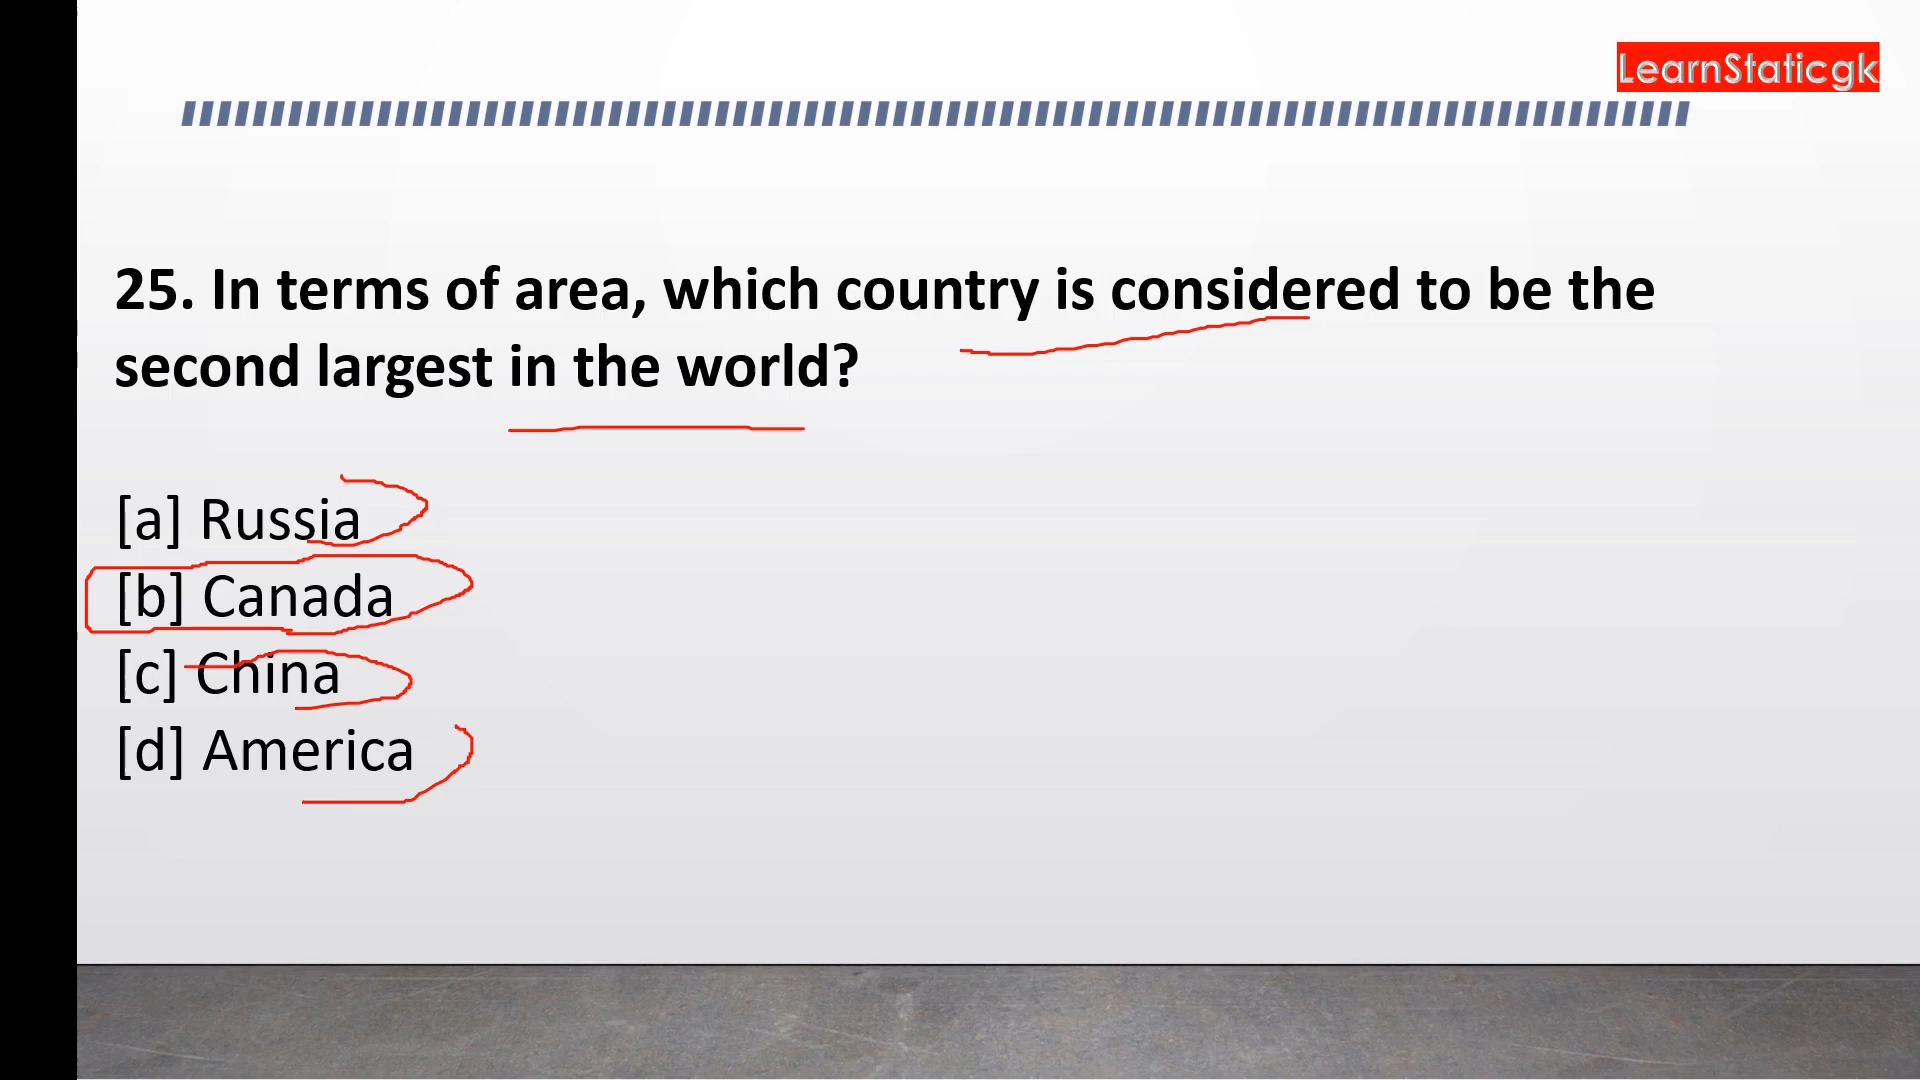 LearnStaticgk
25. In terms of area, which country is considered to be the
second largest in the world?
[a] Russia
[b] Canada
[c] China
[d] America